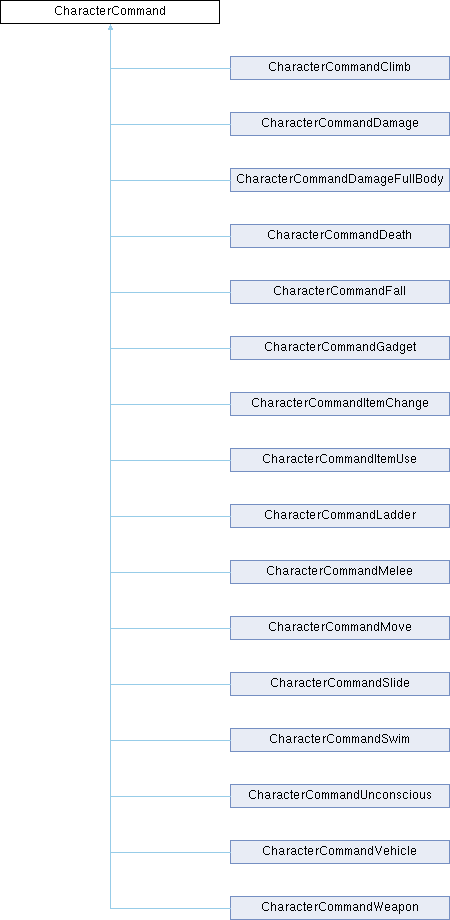 CharacterCommand
CharacterCommandClimb
CharacterCommandDamage
CharacterCommandDamageFullBody
CharacterCommandDeath
CharacterCommandFall
CharacterCommandGadget
CharacterCommandItemChange
CharacterCommandItemUse
CharacterCommandLadder
CharacterCommandMelee
CharacterCommandMove
CharacterCommandSlide
CharacterCommandSwim
CharacterCommandUnconscious
CharacterCommandVehicle
CharacterCommandWeapon